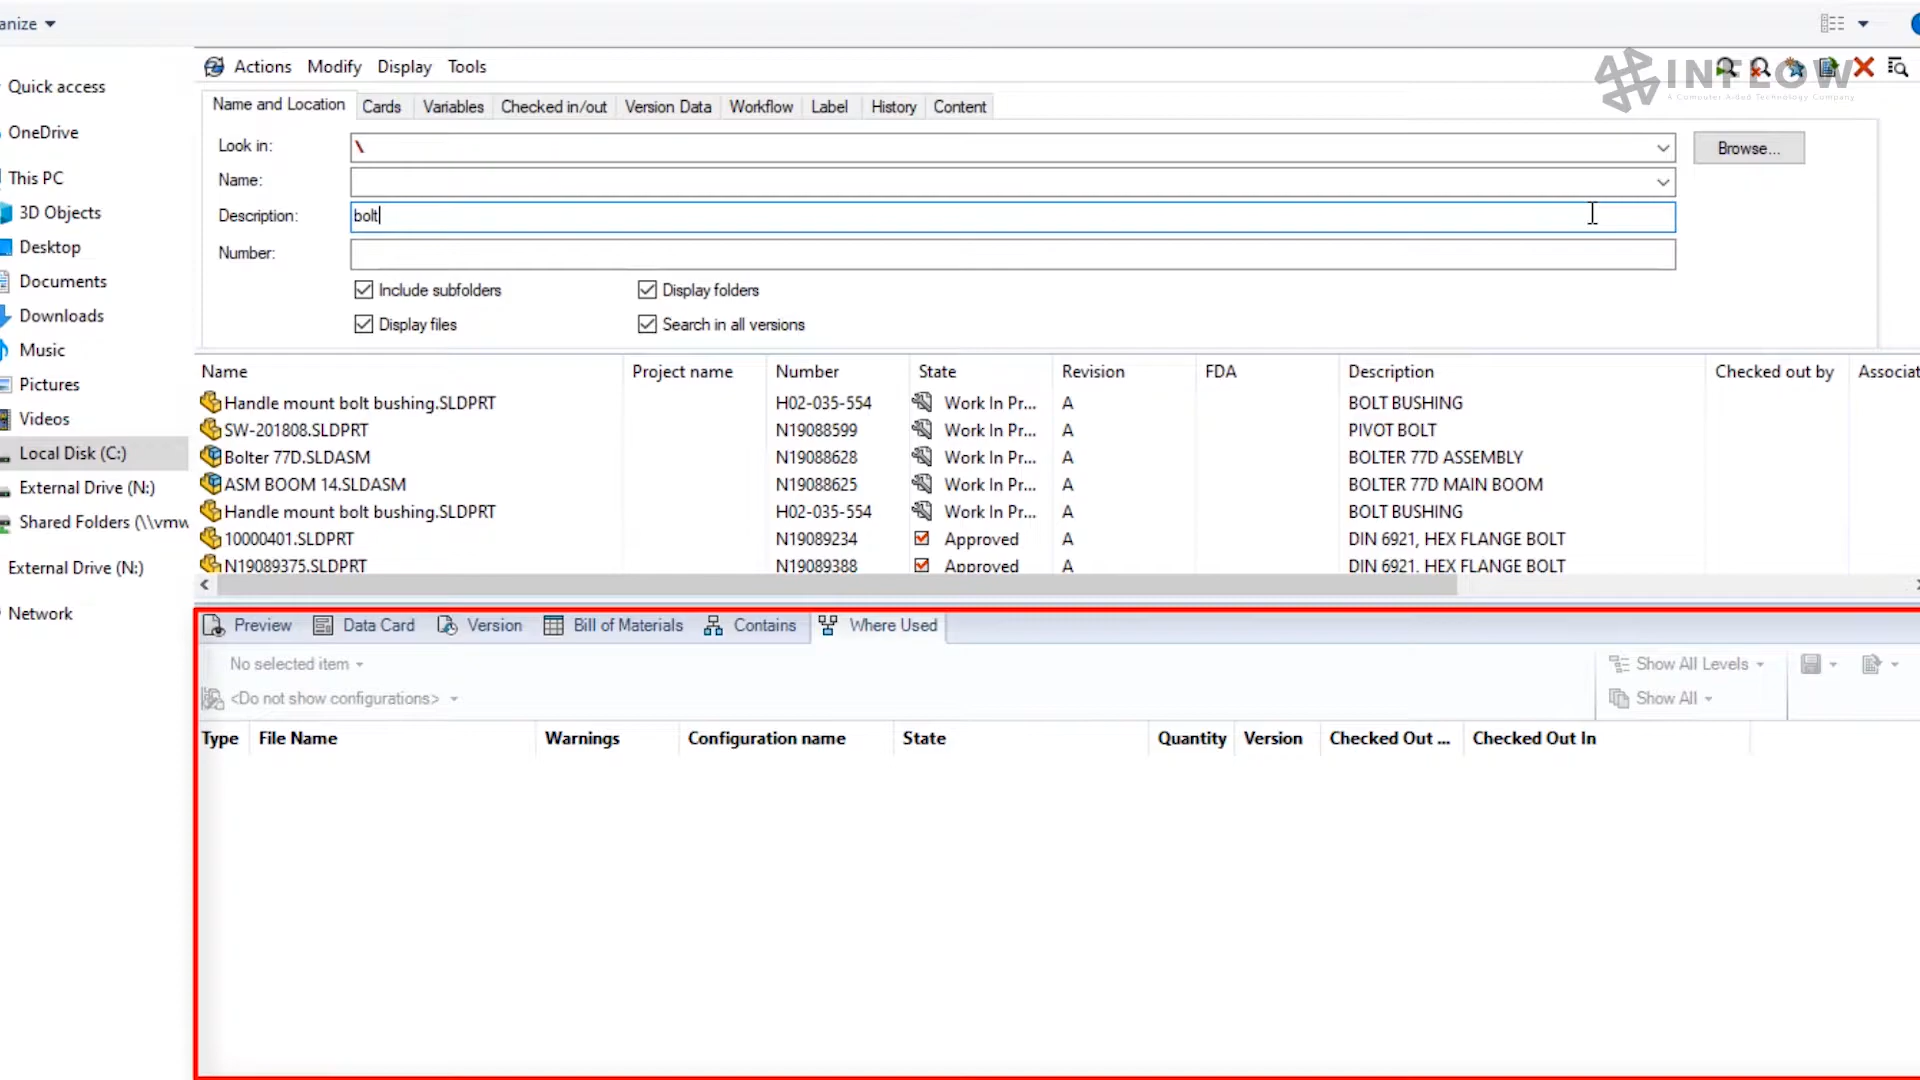 anize
Actions Modify Display Tools
INFLOW
A Computer Aided Technology Company
Name and Location Cards Variables Checked in/out Version Data Workflow Label History Content
Quick access
OneDrive
This PC
3D Objects
Desktop
Documents
Downloads
Music
Pictures
Videos
Local Disk (C:)
External Drive (N:)
Shared Folders (\\vmw
External Drive (N:)
Network
Look in: \ Browse...
Name:
Description: bolt
Number:
Include subfolders Display folders
Display files Search in all versions
Name Project name Number State Revision FDA Description Checked out by Associat
Handle mount bolt bushing.SLDPRT H02-035-554 Work In Pr... A BOLT BUSHING
SW-201808.SLDPRT N19088599 Work In Pr... A PIVOT BOLT
Bolter 77D.SLDASM N19088628 Work In Pr... A BOLTER 77D ASSEMBLY
ASM BOOM 14.SLDASM N19088625 Work In Pr... A BOLTER 77D MAIN BOOM
Handle mount bolt bushing.SLDPRT H02-035-554 Work In Pr... A BOLT BUSHING
10000401.SLDPRT N19089234 Approved A DIN 6921, HEX FLANGE BOLT
N19089375.SLDPRT N19089388 Approved A DIN 6921, HEX FLANGE BOLT
Preview Data Card Version Bill of Materials Contains Where Used
No selected item Show All Levels
<Do not show configurations> Show All
Type File Name Warnings Configuration name State Quantity Version Checked Out ... Checked Out In